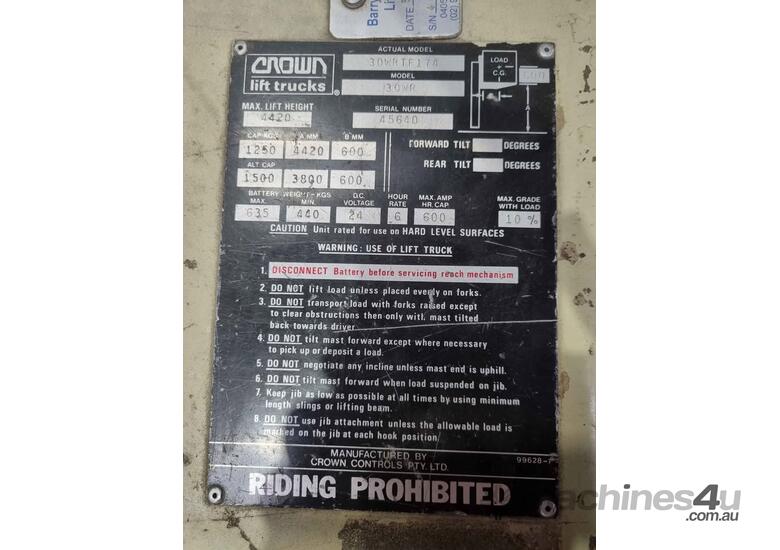 Barry
Li
DATE
S/N
0405
(02) 9
CROWN
lift trucks
®
ACTUAL MODEL
30WRTF174
MODEL
30WR
LOAD
C.G.
600
A
MAX. LIFT HEIGHT
4420
SERIAL NUMBER
45640
CAP KGS A MM B MM
1250 4420 600
FORWARD TILT DEGREES
REAR TILT DEGREES
ALT CAP
1500 3800 600
BATTERY WEIGHT-KGS
MAX. MIN. D.C. VOLTAGE HOUR RATE MAX. AMP HR. CAP MAX. GRADE WITH LOAD
635 440 24 6 600 10 %
CAUTION Unit rated for use on HARD LEVEL SURFACES
WARNING: USE OF LIFT TRUCK
1. DISCONNECT Battery before servicing reach mechanism
2. DO NOT lift load unless placed evenly on forks.
3. DO NOT transport load with forks raised except
to clear obstructions then only with mast tilted
back towards driver.
4. DO NOT tilt mast forward except where necessary
to pick up or deposit a load.
5. DO NOT negotiate any incline unless mast end is uphill.
6. DO NOT tilt mast forward when load suspended on jib.
7. Keep jib as low as possible at all times by using minimum
length slings or lifting beam.
8. DO NOT use jib attachment unless the allowable load is
marked on the jib at each hook position.
MANUFACTURED BY
CROWN CONTROLS PTY. LTD.
99628-1
RIDING PROHIBITED
machines4u
.com.au